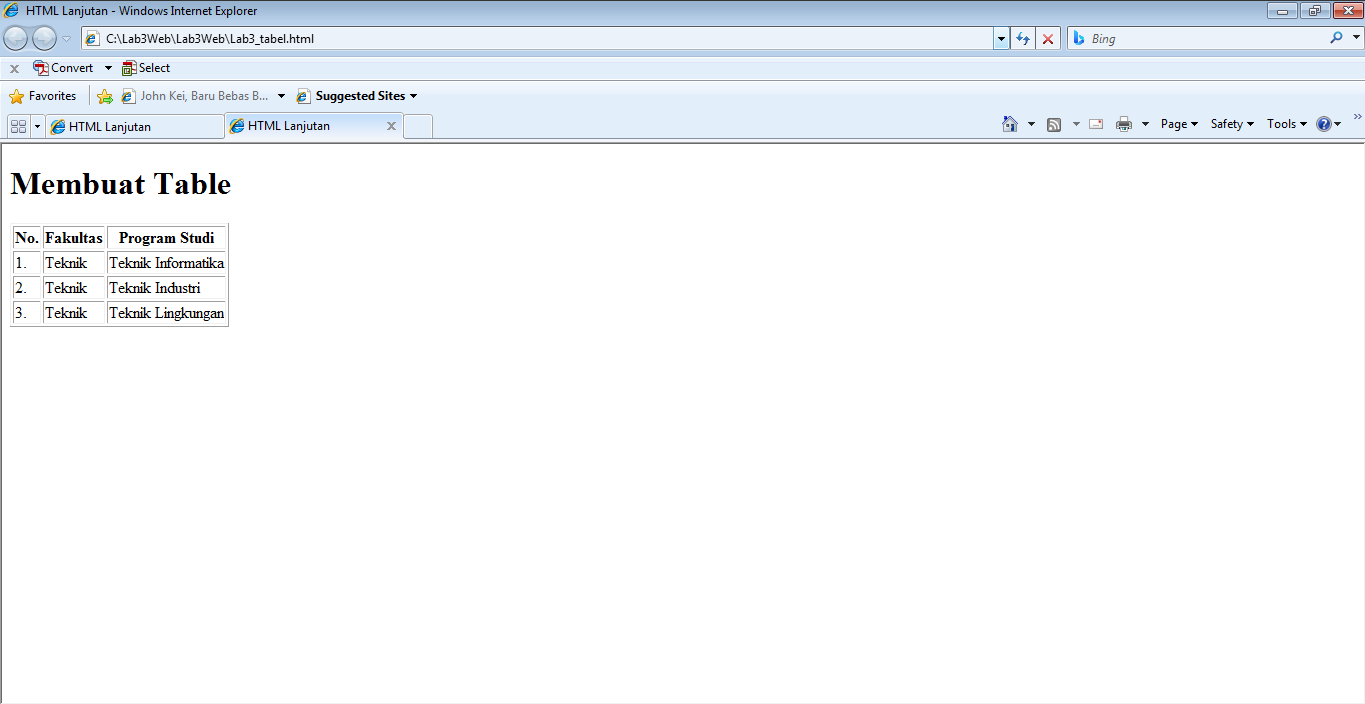 HTML Lanjutan - Windows Internet Explorer
C:\Lab3Web\Lab3Web\Lab3_tabel.html
Bing
x Convert Select
Favorites John Kei, Baru Bebas B... Suggested Sites
HTML Lanjutan HTML Lanjutan x Page Safety Tools ? »
Membuat Table
No. Fakultas Program Studi
1. Teknik Teknik Informatika
2. Teknik Teknik Industri
3. Teknik Teknik Lingkungan